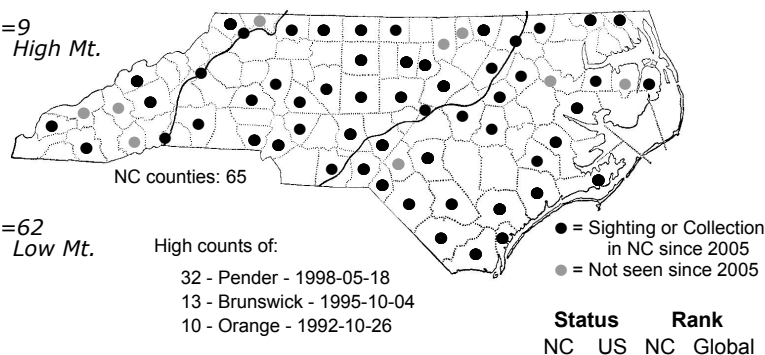 =9
High Mt.
NC counties: 65
=62
Low Mt.
High counts of:
32 - Pender - 1998-05-18
13 - Brunswick - 1995-10-04
10 - Orange - 1992-10-26
● = Sighting or Collection
in NC since 2005
● = Not seen since 2005
Status Rank
NC US NC Global